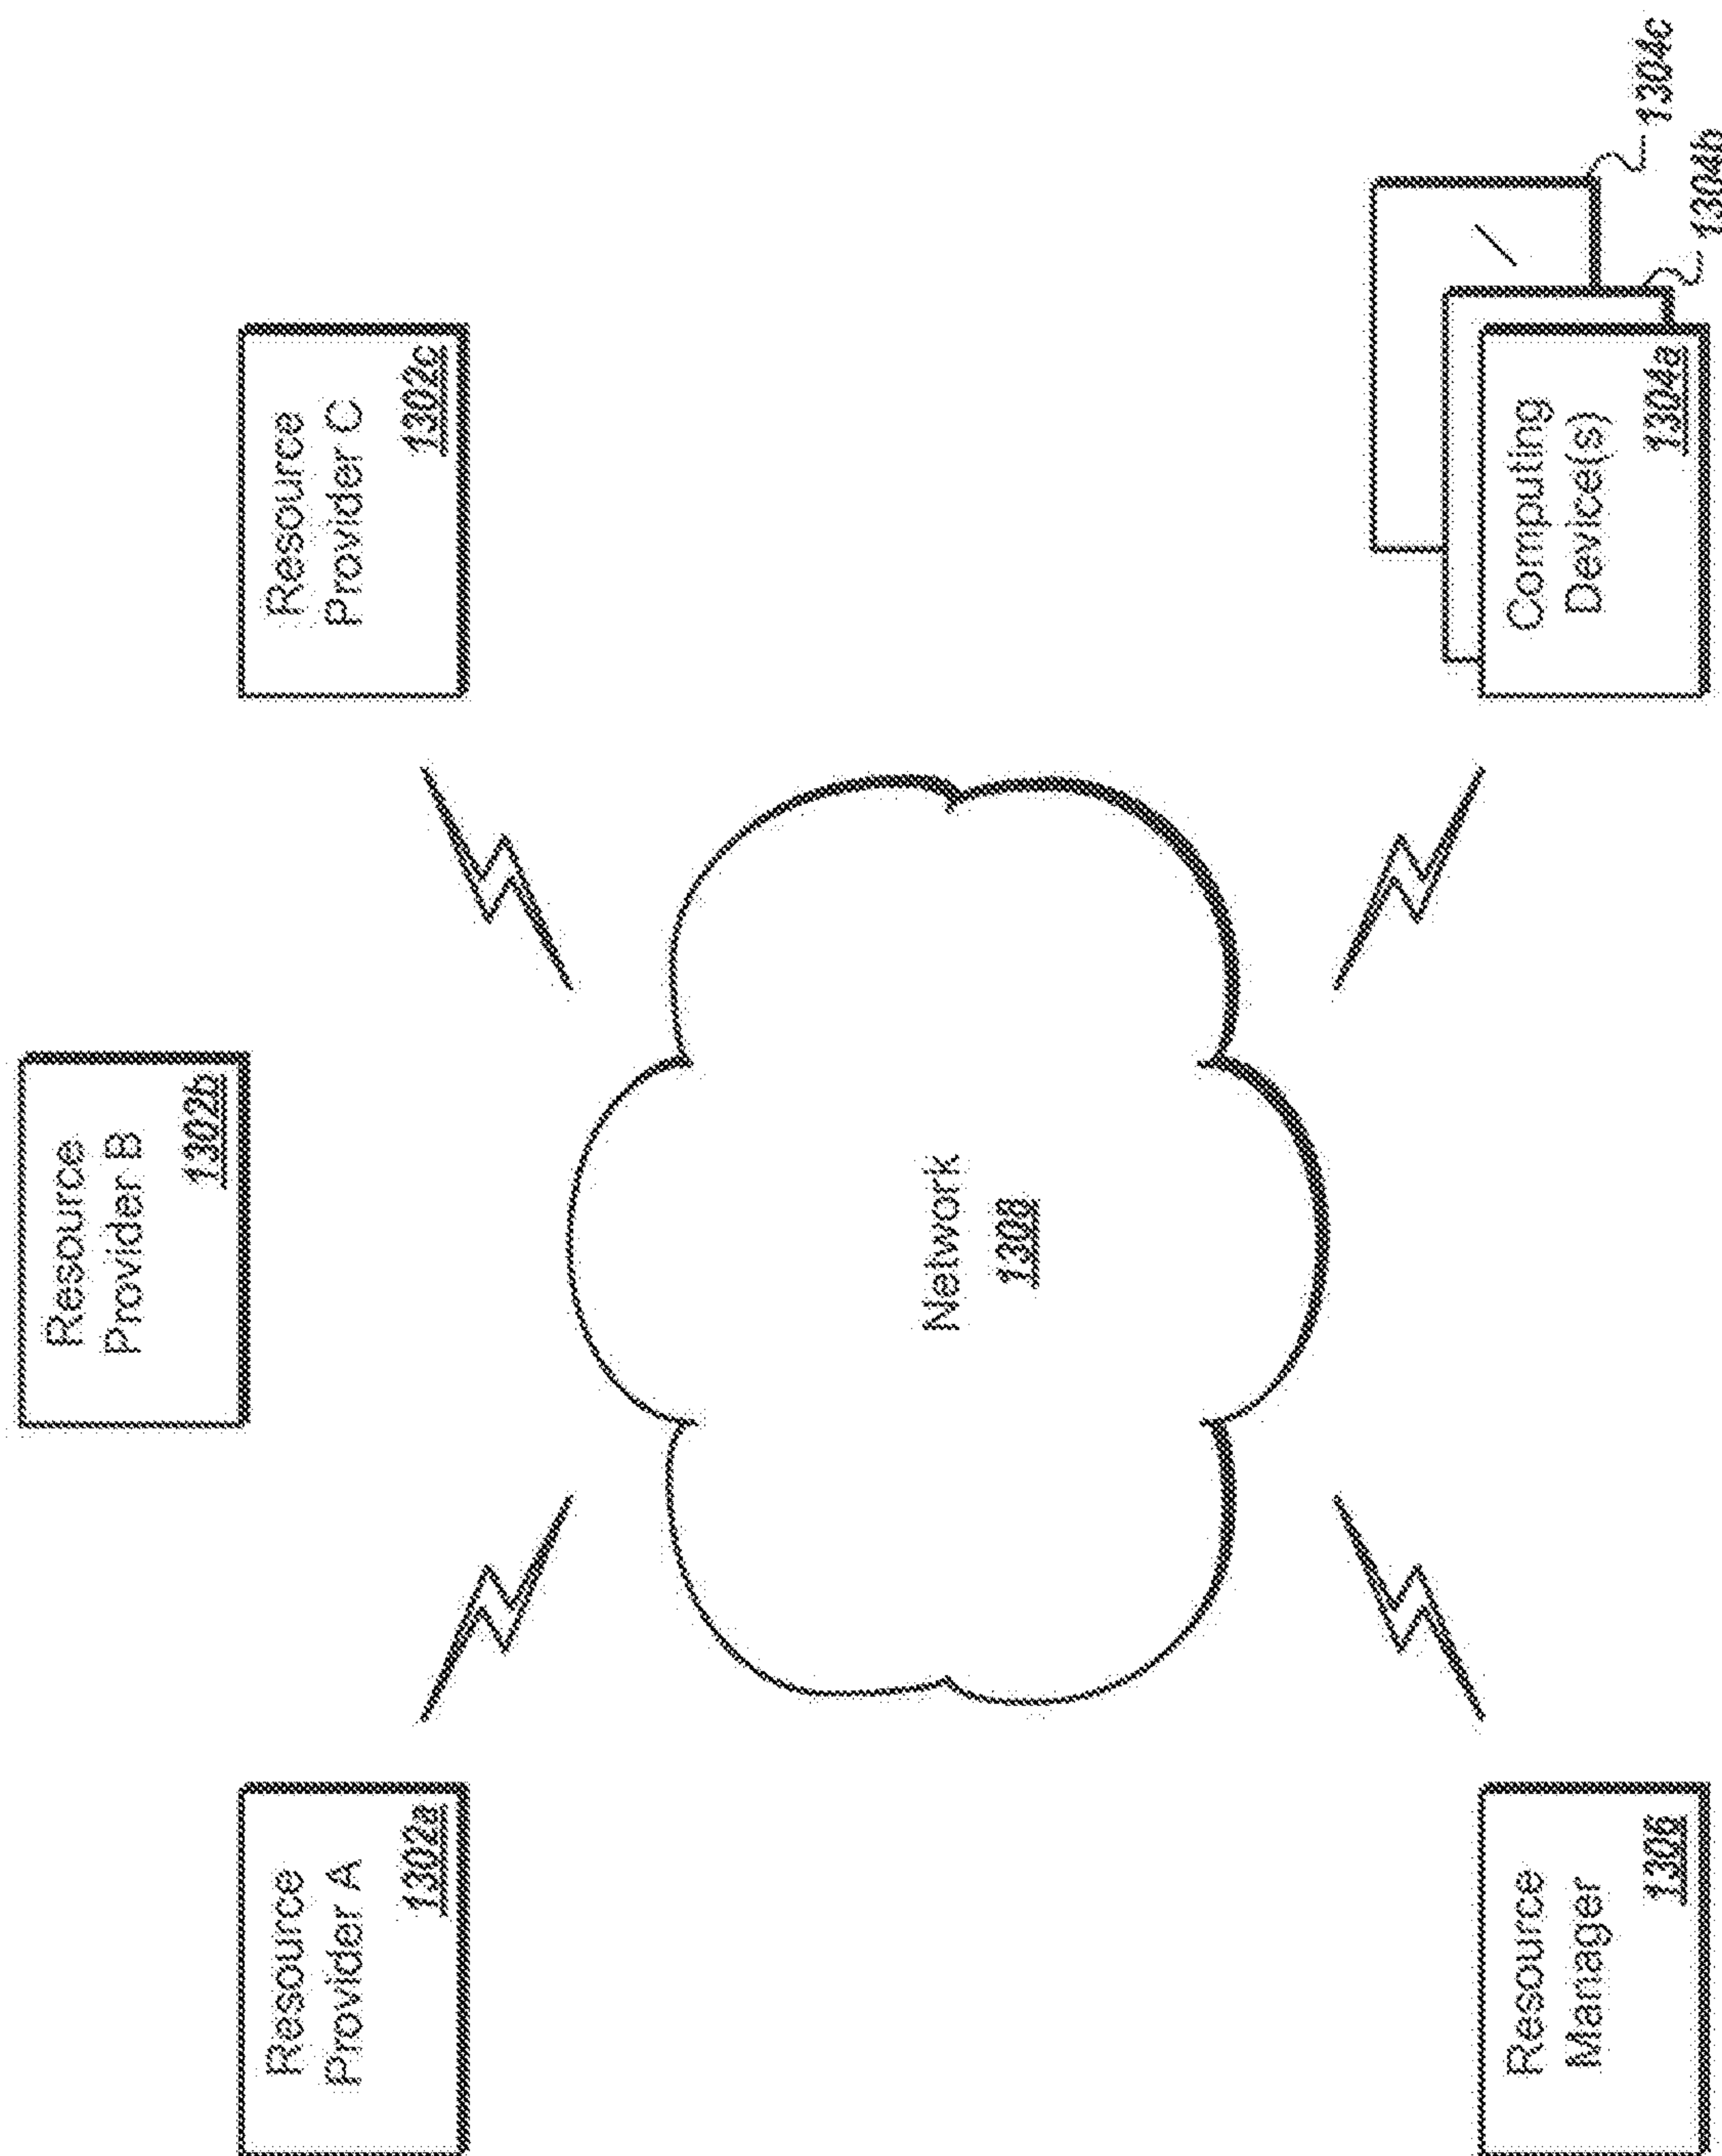 Resource
Provider B
1302b
Resource
Provider A
1302a
Resource
Provider C
1302c
Network
1308
Resource
Manager
1306
Computing
Device(s)
1304a
1304b
1304c